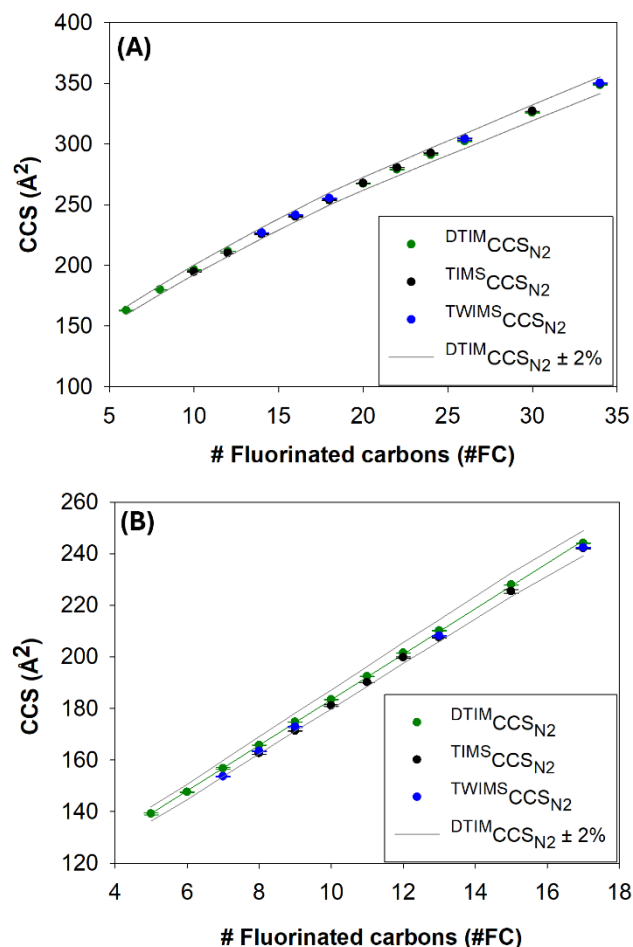 (A)
CCS (Å²)
400
350
300
250
200
150
100
5 10 15 20 25 30 35
# Fluorinated carbons (#FC)
DTIMCCSN2
TIMSCCSN2
TWIMSCCSN2
DTIMCCSN2 ± 2%
(B)
CCS (Å²)
260
240
220
200
180
160
140
120
4 6 8 10 12 14 16 18
# Fluorinated carbons (#FC)
DTIMCCSN2
TIMSCCSN2
TWIMSCCSN2
DTIMCCSN2 ± 2%